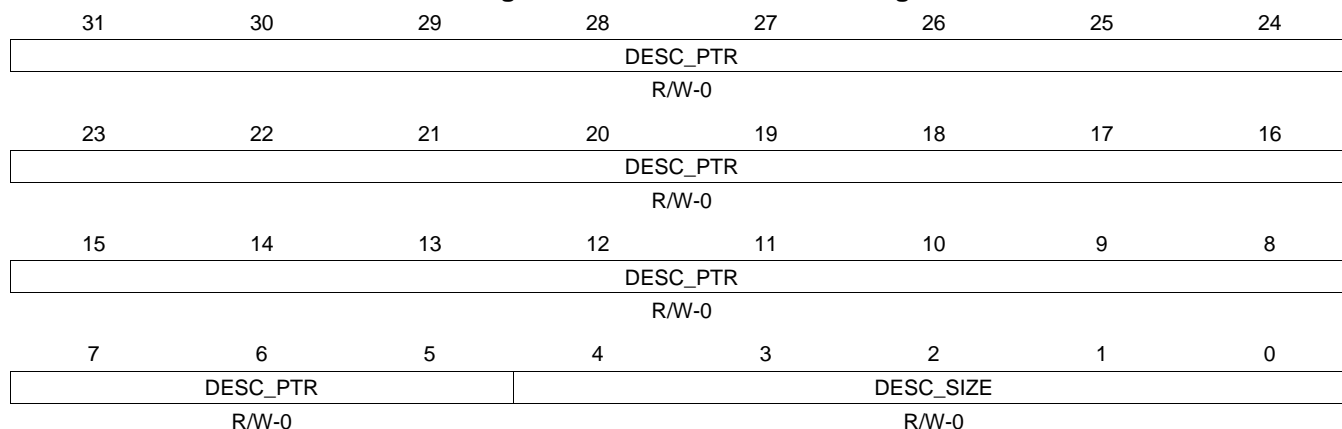 31 30 29 28 27 26 25 24
DESC_PTR
R/W-0
23 22 21 20 19 18 17 16
DESC_PTR
R/W-0
15 14 13 12 11 10 9 8
DESC_PTR
R/W-0
7 6 5 4 3 2 1 0
DESC_PTR DESC_SIZE
R/W-0 R/W-0